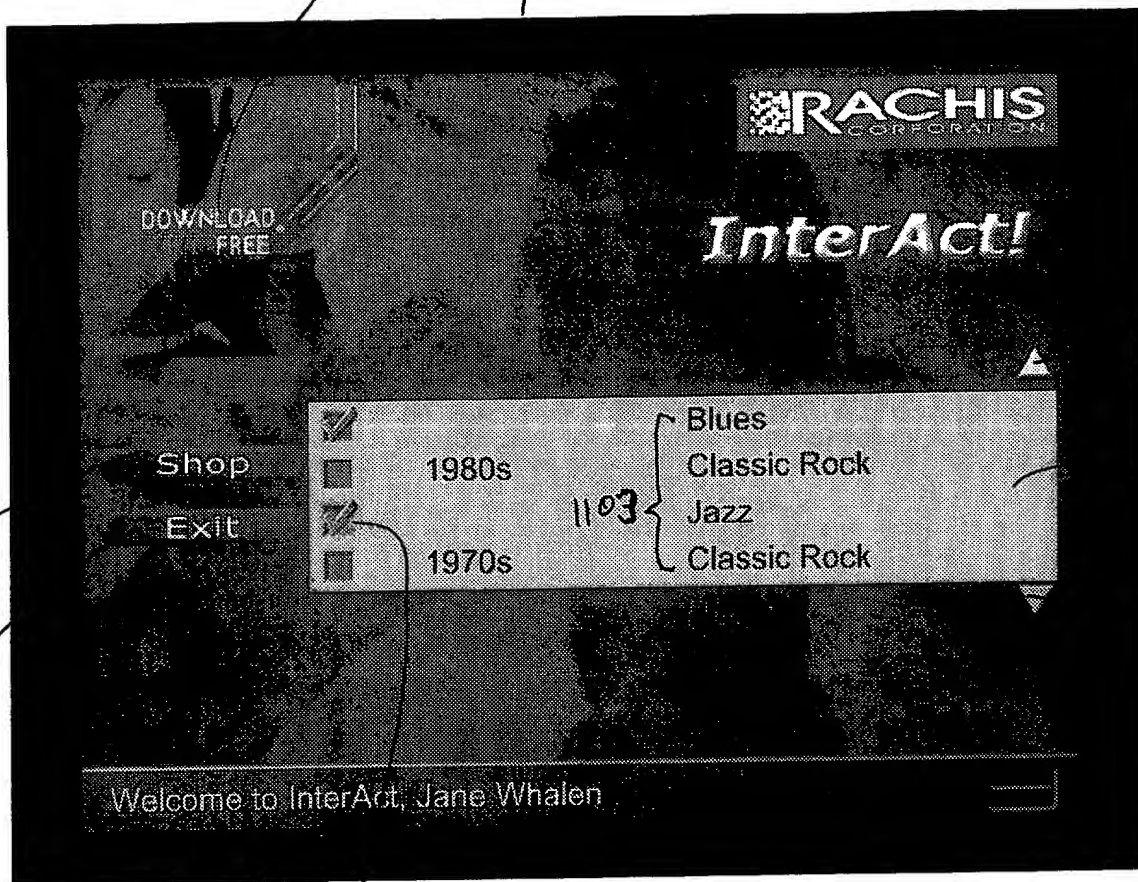 RACHIS
CORPORATION
InterAct!
DOWNLOAD
FREE
Blues
Shop
1980s Classic Rock
1103 Jazz
Exit
1970s Classic Rock
Welcome to InterAct, Jane Whalen